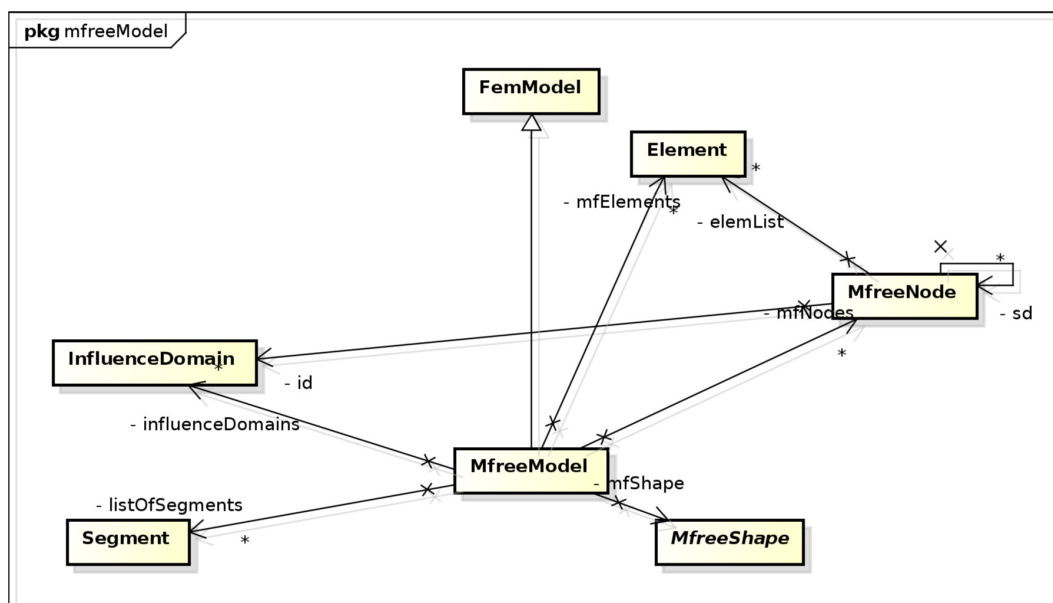 pkg mfreeModel
FemModel
Element
*
- mfElements
*
- elemList
*
MfreeNode
- mfNodes
- sd
InfluenceDomain
*
*
- id
- influenceDomains
MfreeModel
- mfShape
- listOfSegments
Segment
*
MfreeShape